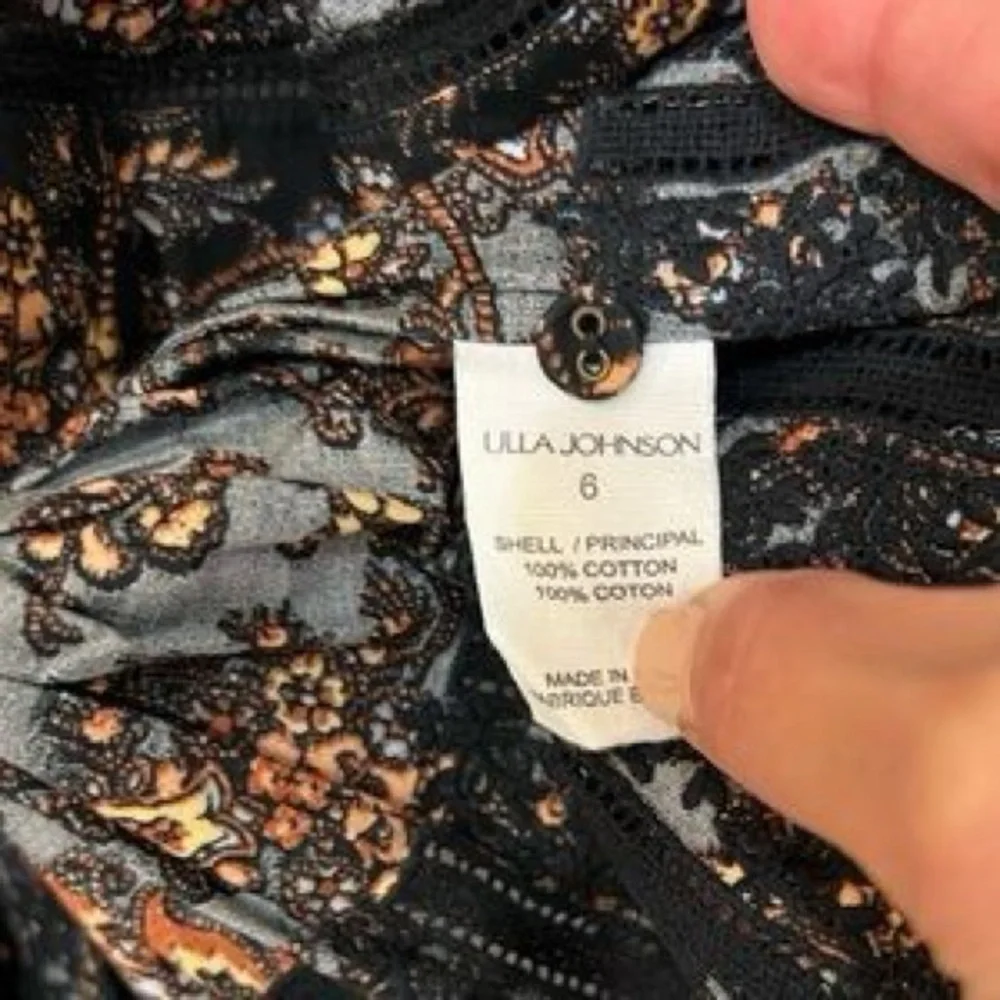 ULLA JOHNSON
6
SHELL / PRINCIPAL
100% COTTON
100% COTON
MADE IN